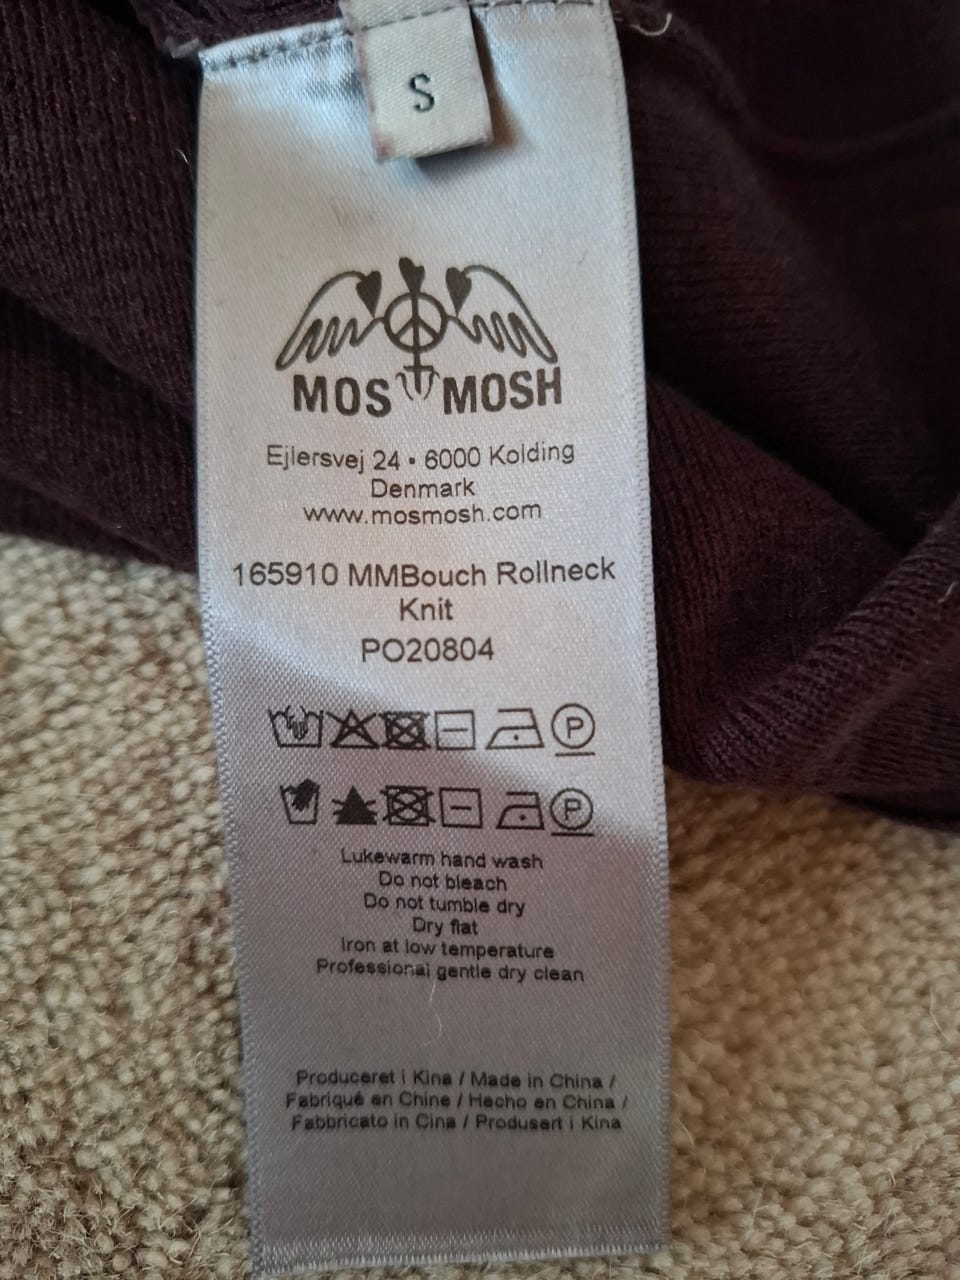 S
MOS MOSH
Ejlersvej 24 • 6000 Kolding
Denmark
www.mosmosh.com
165910 MMBouch Rollneck
Knit
PO20804
P
P
Lukewarm hand wash
Do not bleach
Do not tumble dry
Dry flat
Iron at low temperature
Professional gentle dry clean
Produceret i Kina / Made in China /
Fabriqué en Chine / Hecho en China /
Fabbricato in Cina / Produsert i Kina